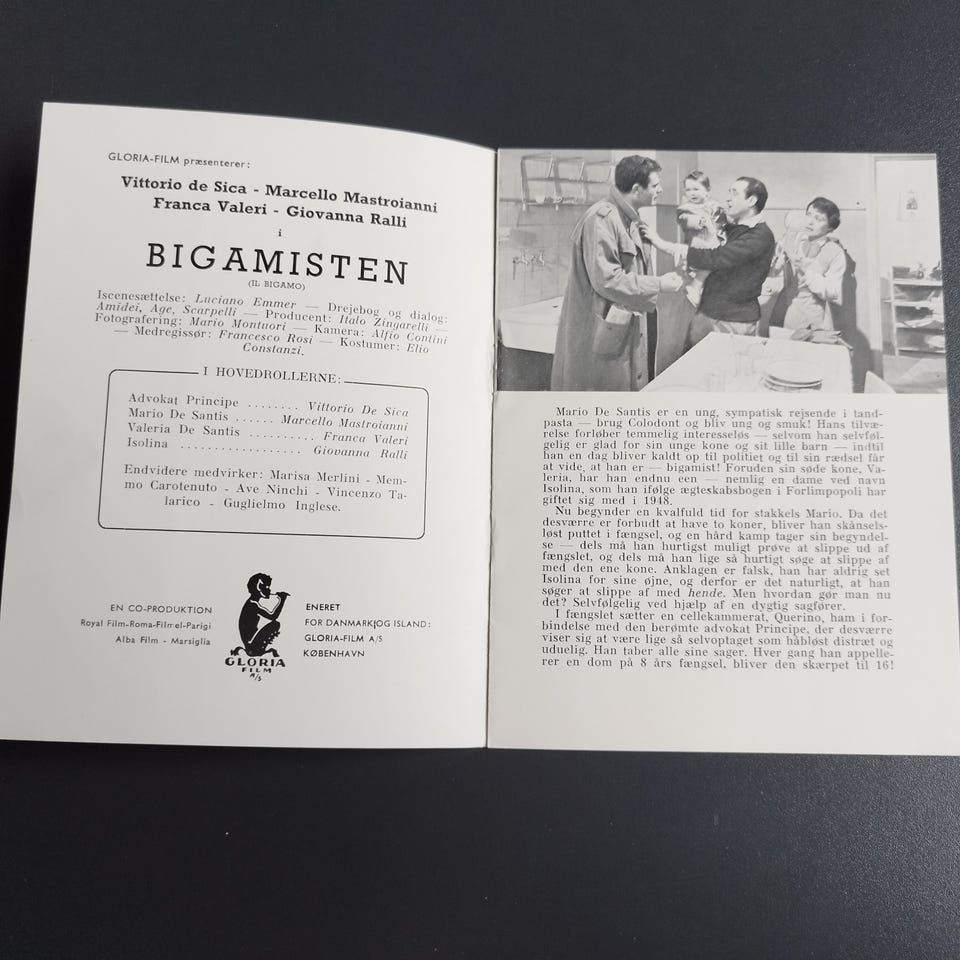 GLORIA-FILM præsenterer:
Vittorio de Sica - Marcello Mastroianni
Franca Valeri - Giovanna Ralli
i
BIGAMISTEN
(IL BIGAMO)
Iscenesættelse: Luciano Emmer — Drejebog og dialog:
Amidei, Age, Scarpelli — Producent: Italo Zingarelli —
Fotografering: Mario Montuori — Kamera: Alfio Contini
— Medregissør: Francesco Rosi — Kostumer: Elio
Constanzi.
I HOVEDROLLERNE:
Advokat Principe ........ Vittorio De Sica
Mario De Santis ...... Marcello Mastroianni
Valeria De Santis .......... Franca Valeri
Isolina ................. Giovanna Ralli
Endvidere medvirker: Marisa Merlini - Mem-
mo Carotenuto - Ave Ninchi - Vincenzo Ta-
larico - Guglielmo Inglese.
EN CO-PRODUKTION
Royal Film-Roma-Filmel-Parigi
Alba Film - Marsiglia
GLORIA
FILM
A/S
ENERET
FOR DANMARK OG ISLAND:
GLORIA-FILM A/S
KØBENHAVN
Mario De Santis er en ung, sympatisk rejsende i tand-
pasta — brug Colodont og bliv ung og smuk! Hans tilvæ-
relse forløber temmelig interesseløs — selvom han selvføl-
gelig er glad for sin unge kone og sit lille barn — indtil
han en dag bliver kaldt op til politiet og til sin rædsel får
at vide, at han er — bigamist! Foruden sin søde kone, Va-
leria, har han endnu een — nemlig en dame ved navn
Isolina, som han ifølge ægteskabsbogen i Forlimpopoli har
giftet sig med i 1948.
Nu begynder en kvalfuld tid for stakkels Mario. Da det
desværre er forbudt at have to koner, bliver han skånsels-
løst puttet i fængsel, og en hård kamp tager sin begyndel-
se — dels må han hurtigst muligt prøve at slippe ud af
fængslet, og dels må han lige så hurtigt søge at slippe af
med den ene kone. Anklagen er falsk, han har aldrig set
Isolina for sine øjne, og derfor er det naturligt, at han
søger at slippe af med hende. Men hvordan gør man nu
det? Selvfølgelig ved hjælp af en dygtig sagfører.
I fængslet sætter en cellekammerat, Querino, ham i for-
bindelse med den berømte advokat Principe, der desværre
viser sig at være lige så selvoptaget som håbløst distræt og
uduelig. Han taber alle sine sager. Hver gang han appelle-
rer en dom på 8 års fængsel, bliver den skærpet til 16!